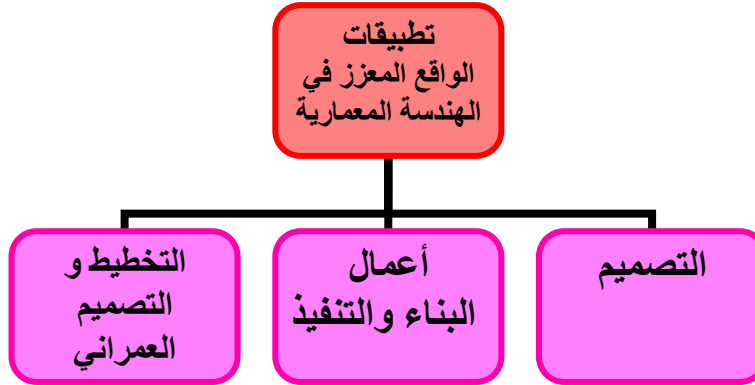 تطبيقات
الواقع المعزز في
الهندسة المعمارية
التصميم
أعمال
البناء والتنفيذ
التخطيط و
التصميم
العمراني